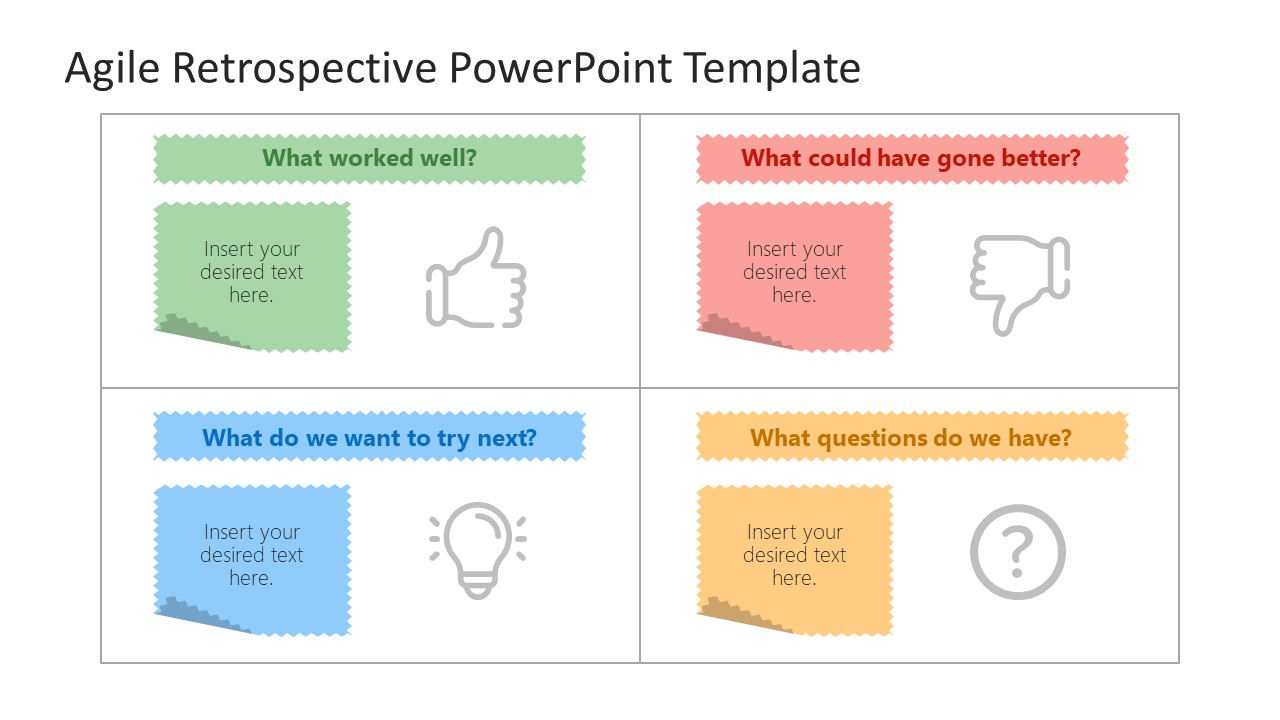 Agile Retrospective PowerPoint Template
What worked well?
Insert your
desired text
here.
What could have gone better?
Insert your
desired text
here.
What do we want to try next?
Insert your
desired text
here.
What questions do we have?
Insert your
desired text
here.
?